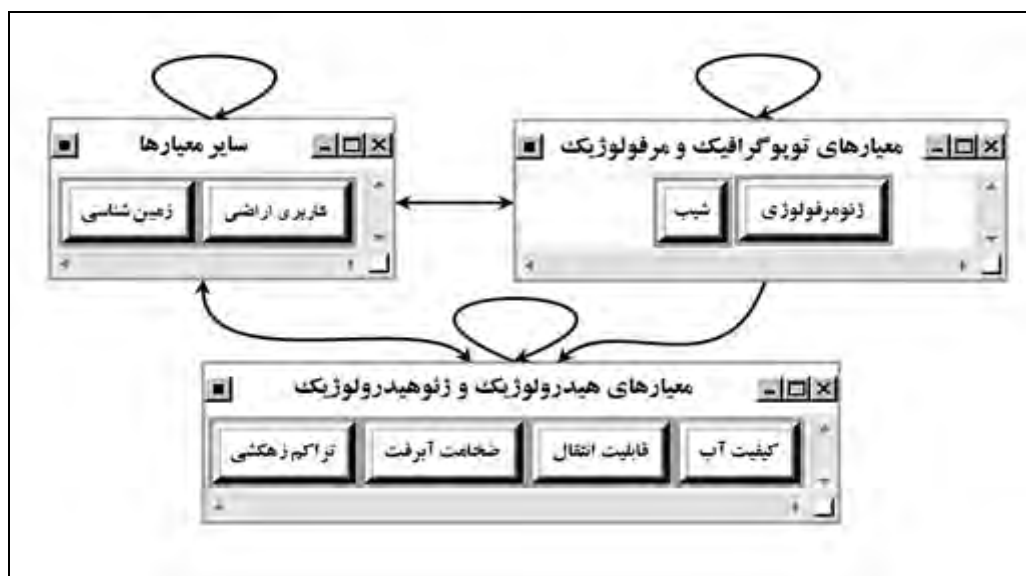 معیارهای توپوگرافیک و مرفولوژیک
ژئومرفولوژی
شیب
سایر معیارها
کاربری اراضی
زمین شناسی
معیارهای هیدرولوژیک و ژئوهیدرولوژیک
کیفیت آب
قابلیت انتقال
ضخامت آبرفت
تراکم زهکشی